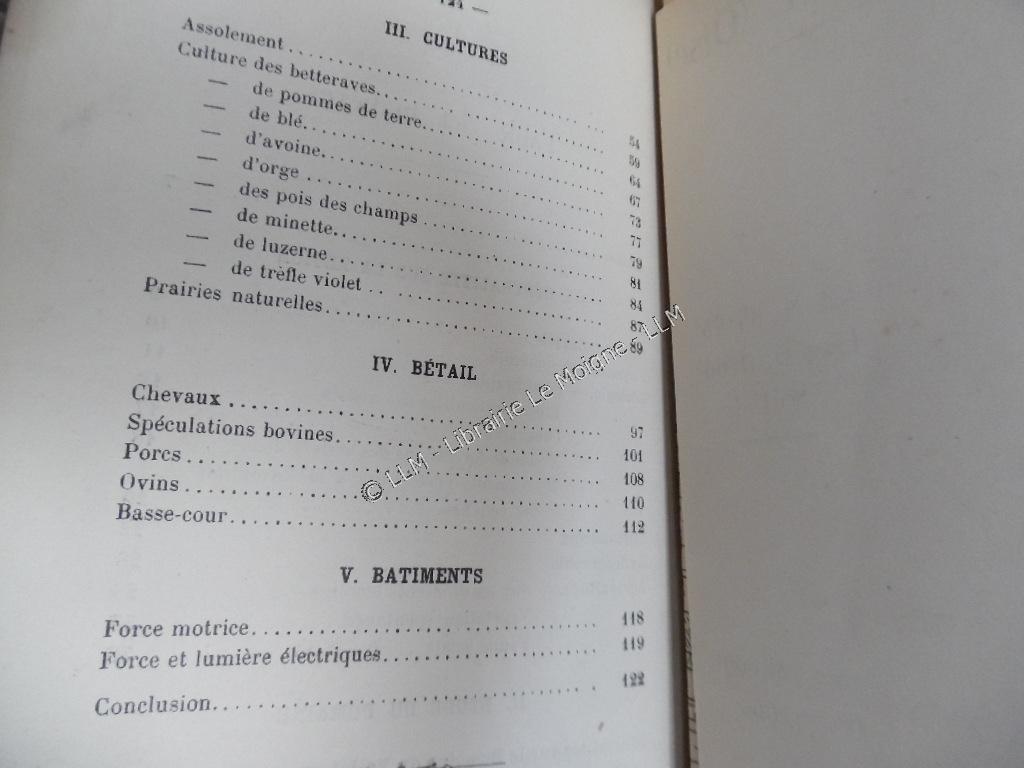 124 —
III. CULTURES
Assolement .......... 54
Culture des betteraves.......... 59
— de pommes de terre.......... 64
— de blé.......... 67
— d'avoine.......... 73
— d'orge .......... 77
— des pois des champs .......... 79
— de minette.......... 81
— de luzerne.......... 84
— de trèfle violet .......... 87
Prairies naturelles.......... 89
IV. BÉTAIL
Chevaux .......... 97
Spéculations bovines.......... 101
Porcs .......... 108
Ovins .......... 110
Basse-cour.......... 112
V. BATIMENTS
Force motrice.......... 118
Force et lumière électriques.......... 119
Conclusion.......... 122
© LLM - Librairie Le Moigne - LLM